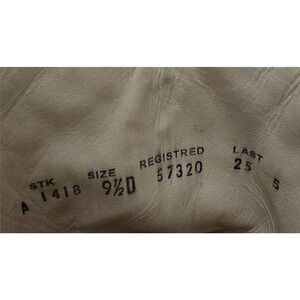 STK SIZE REGISTRED LAST
A 1418 9½D 57320 25 5